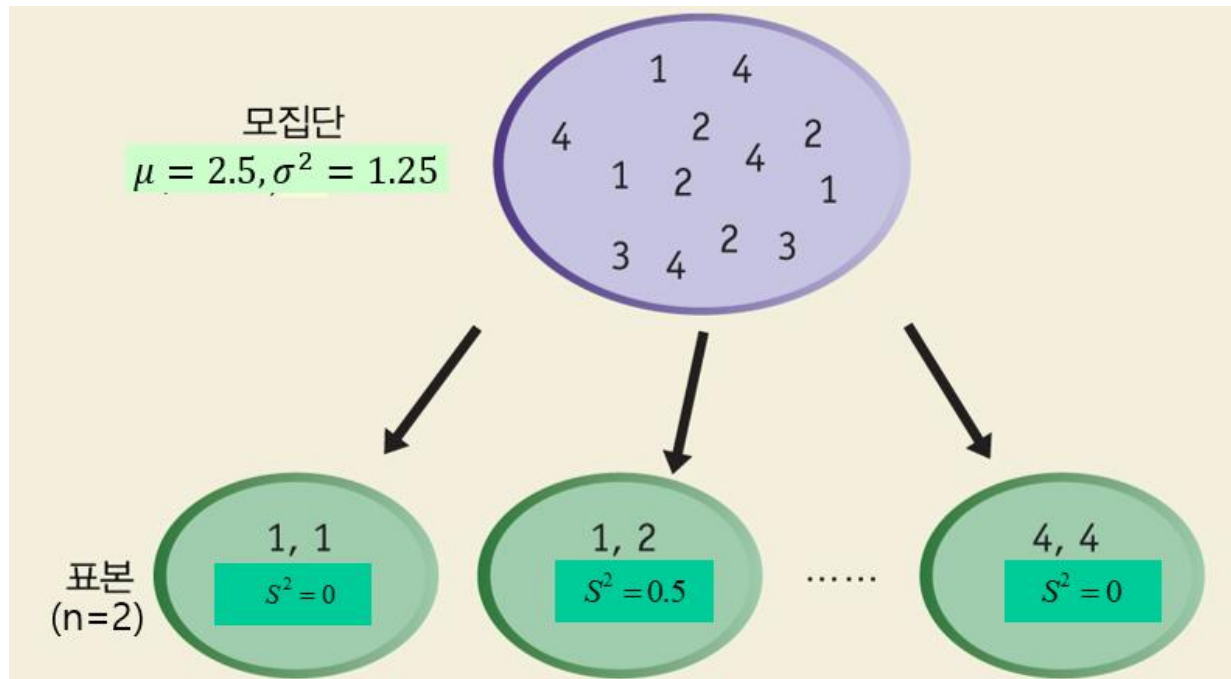 1 4
모집단
μ = 2.5, σ² = 1.25
4 2 2
4
1 2 1
3 4 2 3
1, 1
S² = 0
1, 2
S² = 0.5
......
4, 4
S² = 0
표본
(n=2)